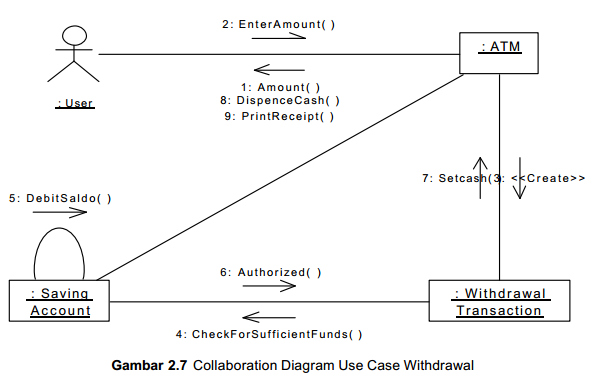 2: EnterAmount( )
: ATM
: User
1: Amount( )
8: DispenceCash( )
9: PrintReceipt( )
7: Setcash(
3: <<Create>>
5: DebitSaldo( )
: Saving
Account
6: Authorized( )
: Withdrawal
Transaction
4: CheckForSufficientFunds( )
Gambar 2.7 Collaboration Diagram Use Case Withdrawal